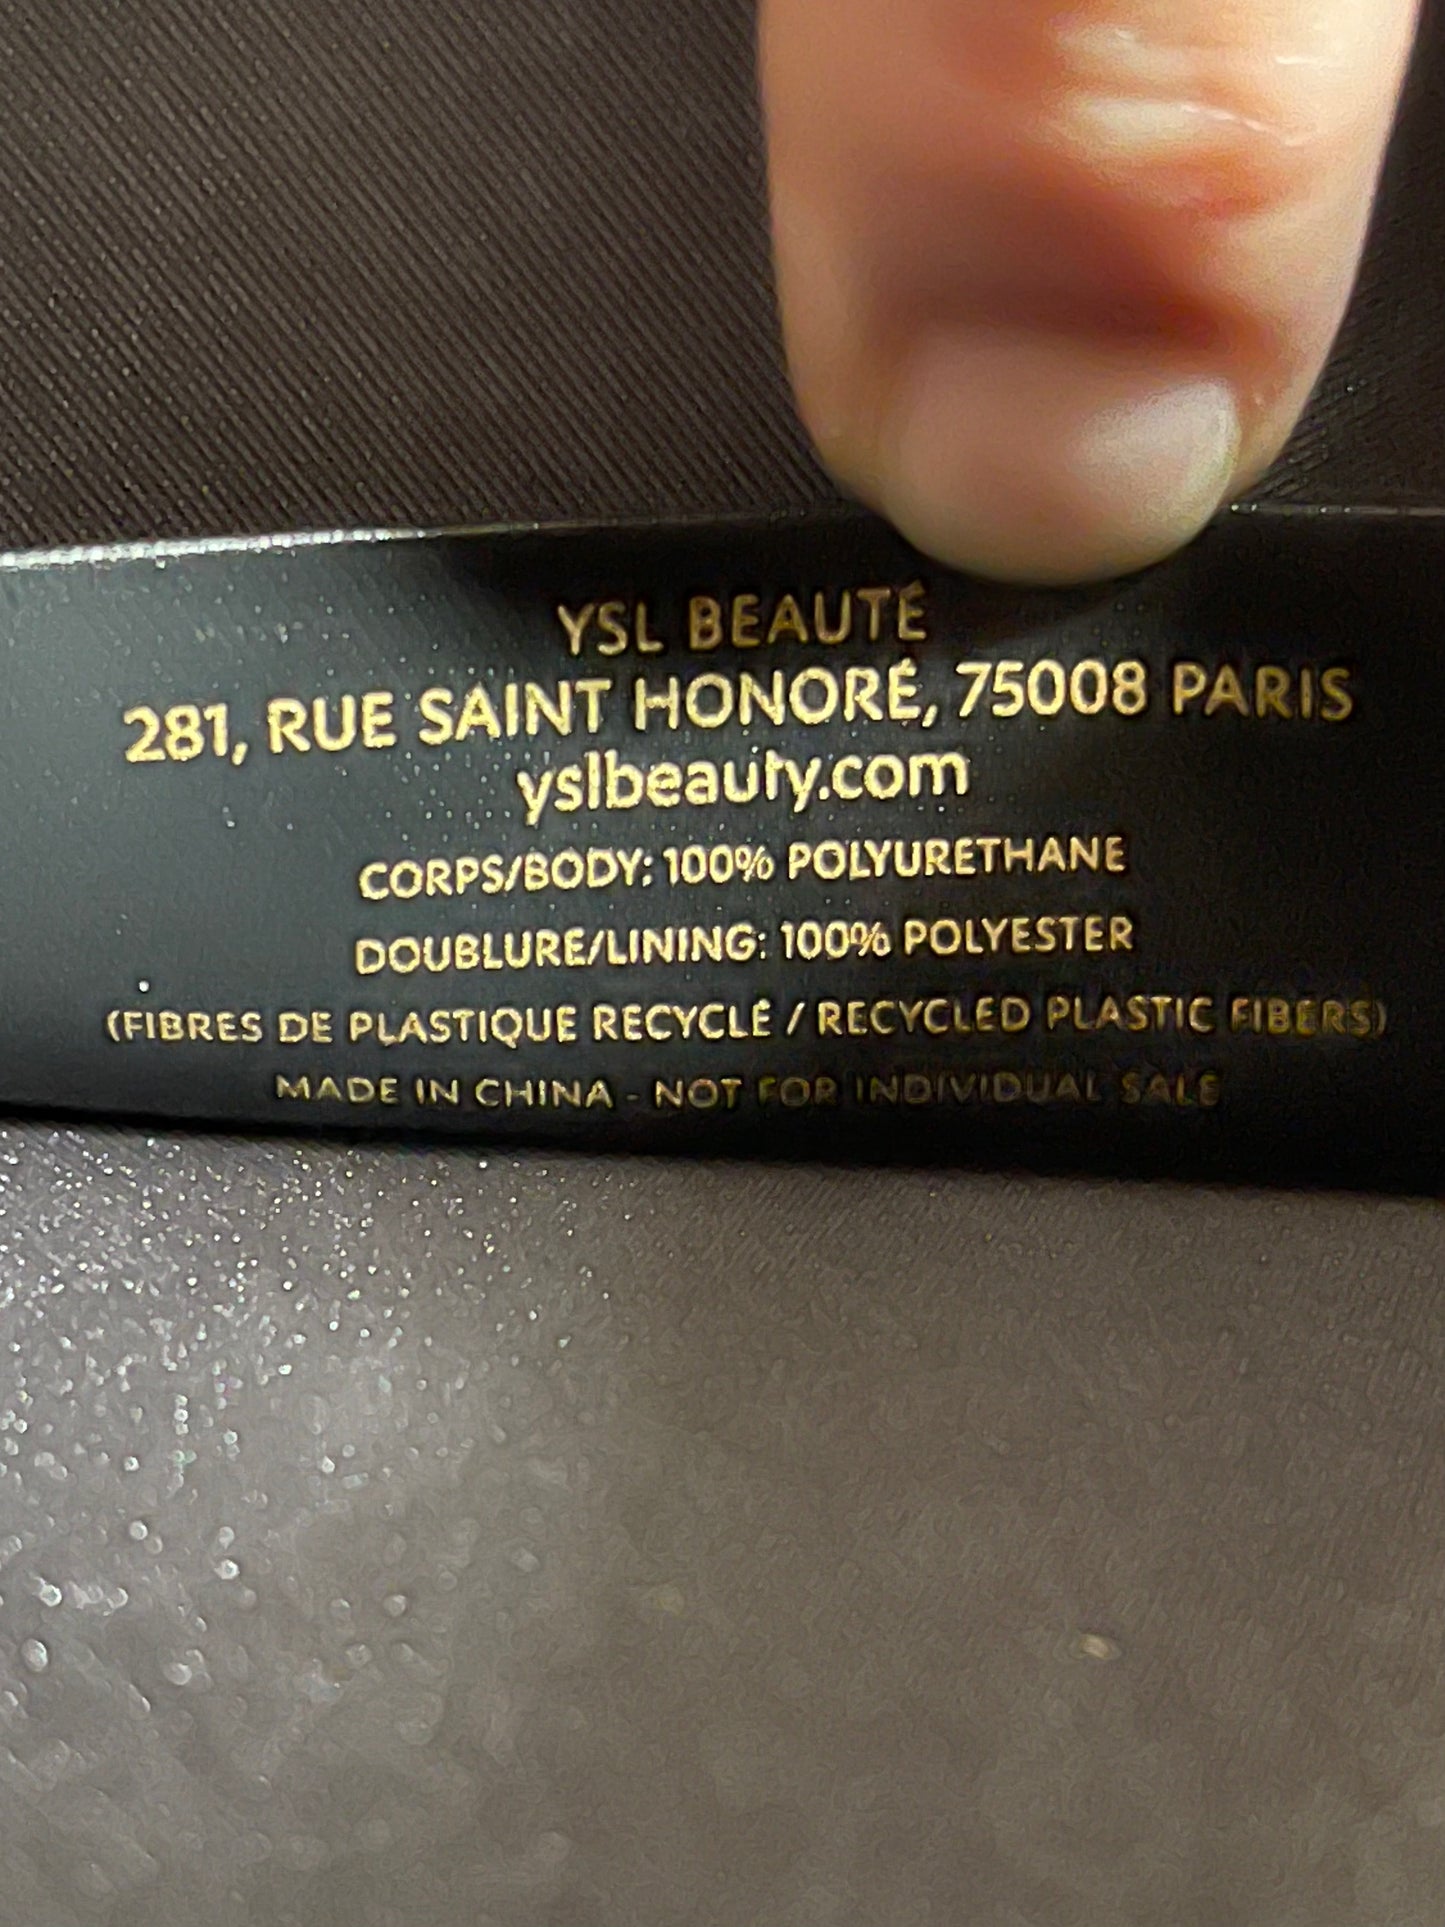 YSL BEAUTÉ
281, RUE SAINT HONORÉ, 75008 PARIS
yslbeauty.com
CORPS/BODY: 100% POLYURETHANE
DOUBLURE/LINING: 100% POLYESTER
(FIBRES DE PLASTIQUE RECYCLÉ / RECYCLED PLASTIC FIBERS)
MADE IN CHINA - NOT FOR INDIVIDUAL SALE